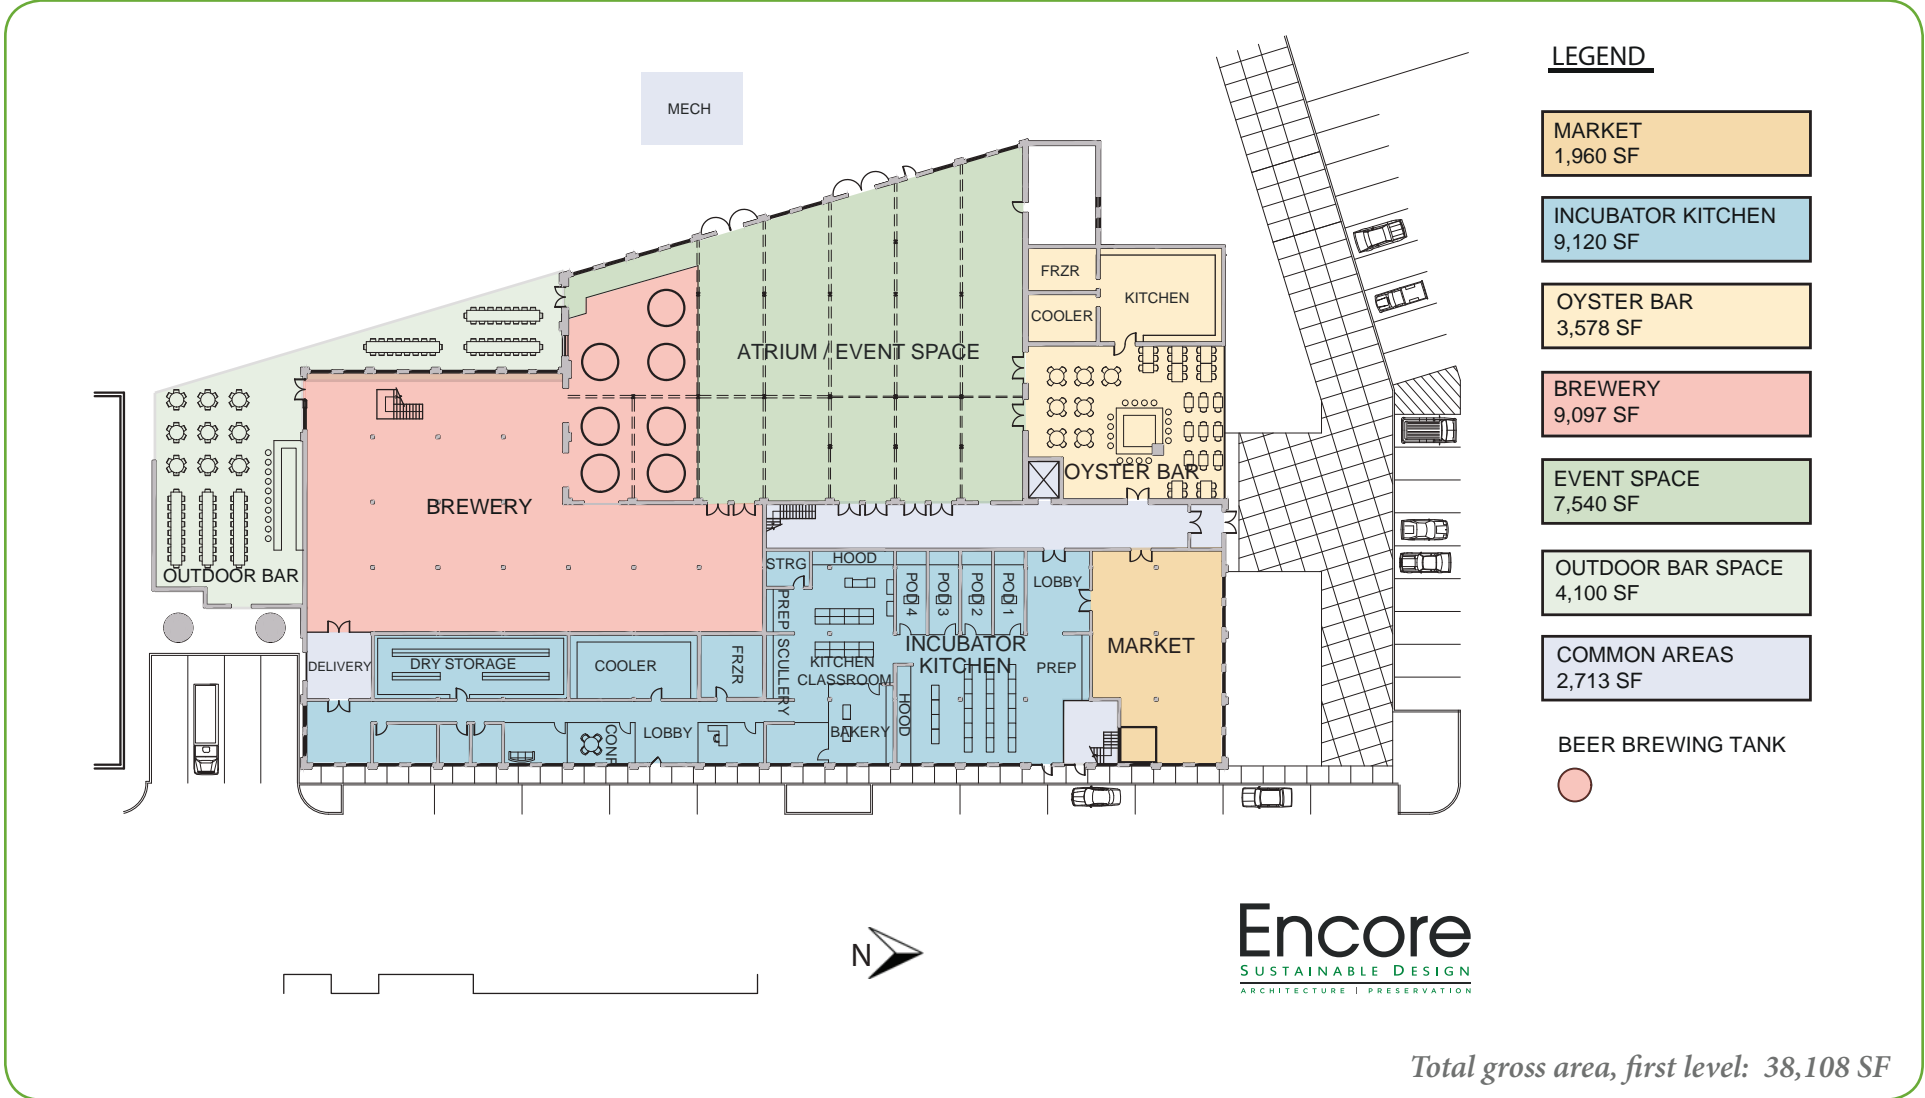 LEGEND
MECH
MARKET
1,960 SF
INCUBATOR KITCHEN
9,120 SF
OYSTER BAR
3,578 SF
BREWERY
9,097 SF
EVENT SPACE
7,540 SF
OUTDOOR BAR SPACE
4,100 SF
COMMON AREAS
2,713 SF
BEER BREWING TANK
FRZR
KITCHEN
COOLER
ATRIUM / EVENT SPACE
OYSTER BAR
BREWERY
OUTDOOR BAR
STRG
HOOD
POD 4
POD 3
POD 2
POD 1
LOBBY
PREP
SCULLERY
INCUBATOR
KITCHEN
MARKET
DELIVERY
DRY STORAGE
COOLER
FRZR
KITCHEN
CLASSROOM
PREP
HOOD
BAKERY
CONF
LOBBY
N
Encore
SUSTAINABLE DESIGN
ARCHITECTURE | PRESERVATION
Total gross area, first level: 38,108 SF